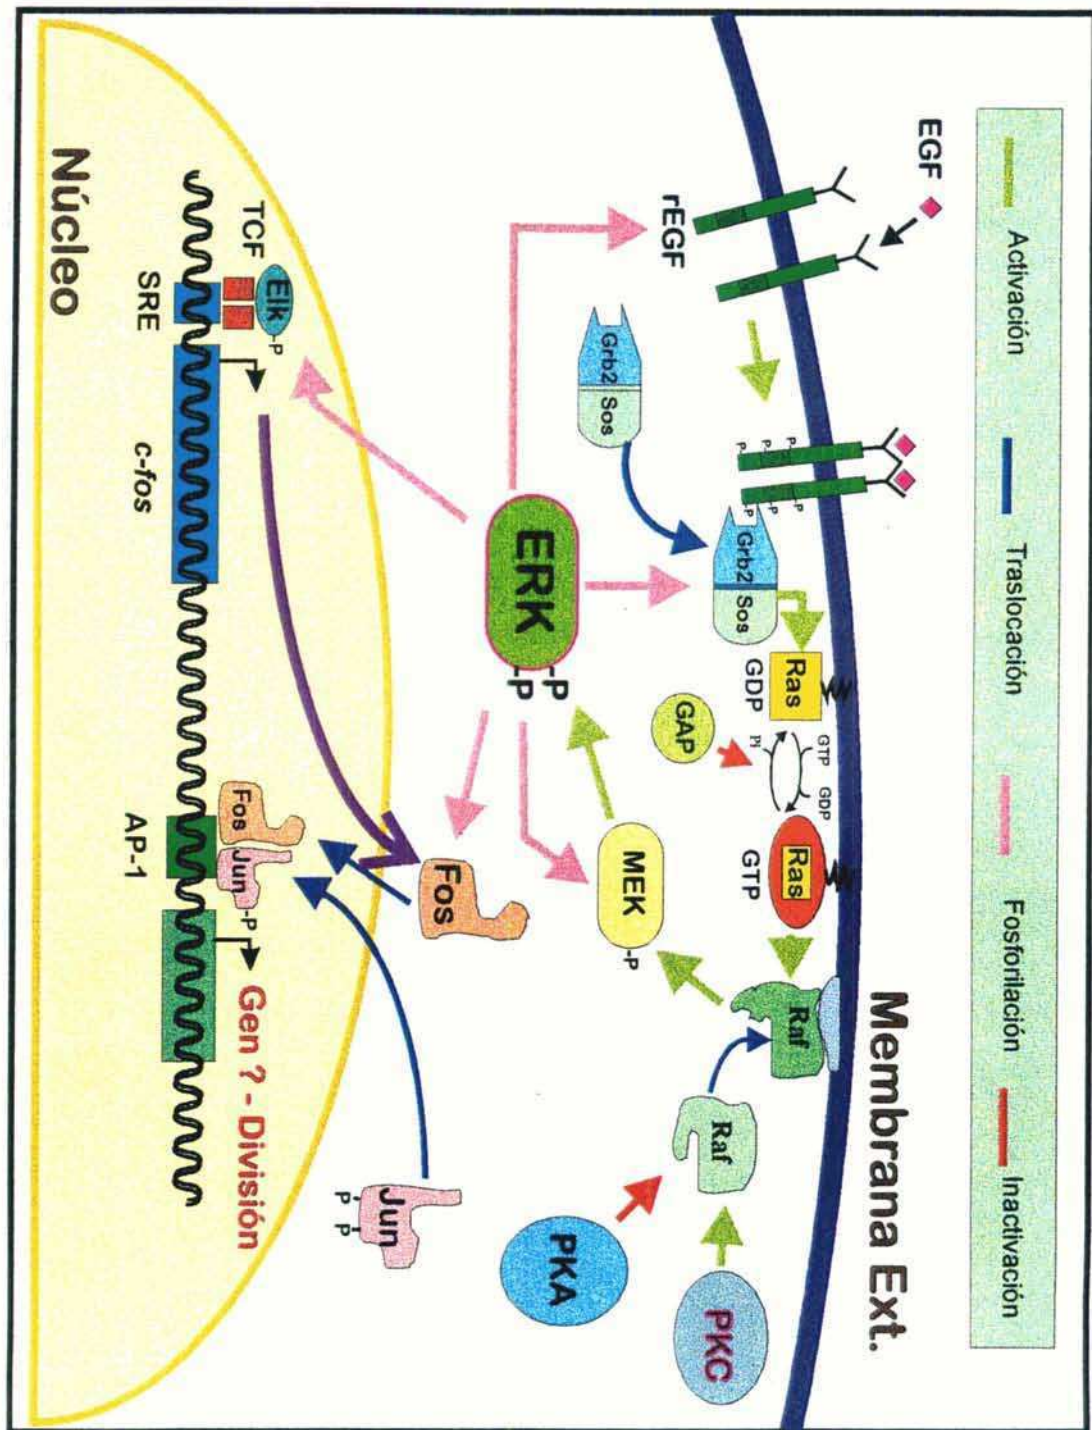 Activación
Traslocación
Fosforilación
Inactivación
EGF
Membrana Ext.
rEGF
Grb2 Sos
P- P- P-
-P -P -P
Grb2 Sos
Ras
GDP
GTP
GDP
Pi
GAP
Ras
GTP
Raf
Raf
PKC
PKA
MEK
-P
ERK
-P
-P
Fos
Jun
P
P
Elk
-P
TCF
SRE
c-fos
Fos
Jun
-P
AP-1
Gen ? - División
Núcleo